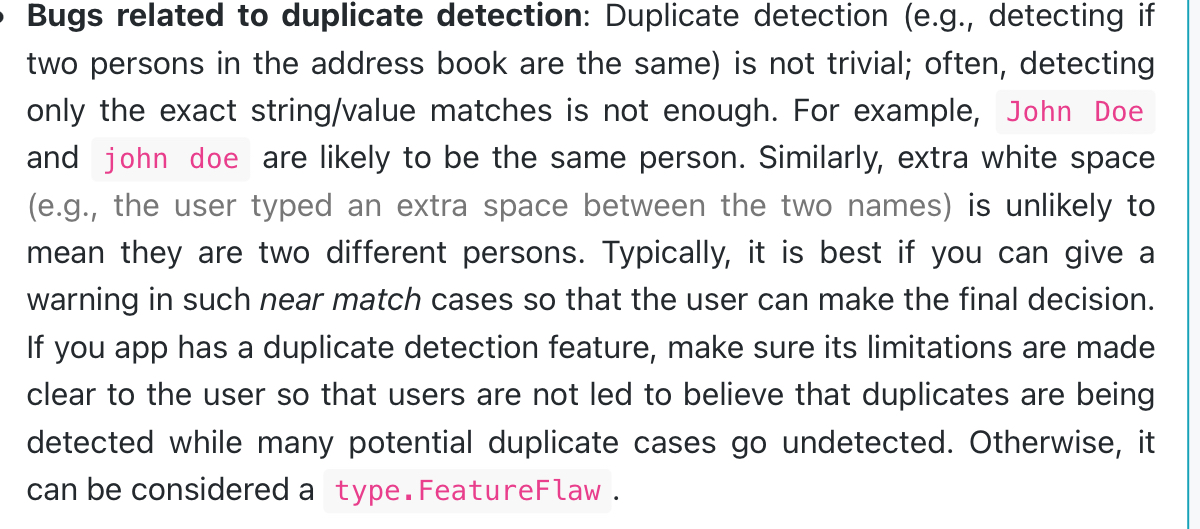 Bugs related to duplicate detection: Duplicate detection (e.g., detecting if
two persons in the address book are the same) is not trivial; often, detecting
only the exact string/value matches is not enough. For example, John Doe
and john doe are likely to be the same person. Similarly, extra white space
(e.g., the user typed an extra space between the two names) is unlikely to
mean they are two different persons. Typically, it is best if you can give a
warning in such near match cases so that the user can make the final decision.
If you app has a duplicate detection feature, make sure its limitations are made
clear to the user so that users are not led to believe that duplicates are being
detected while many potential duplicate cases go undetected. Otherwise, it
can be considered a type.FeatureFlaw .